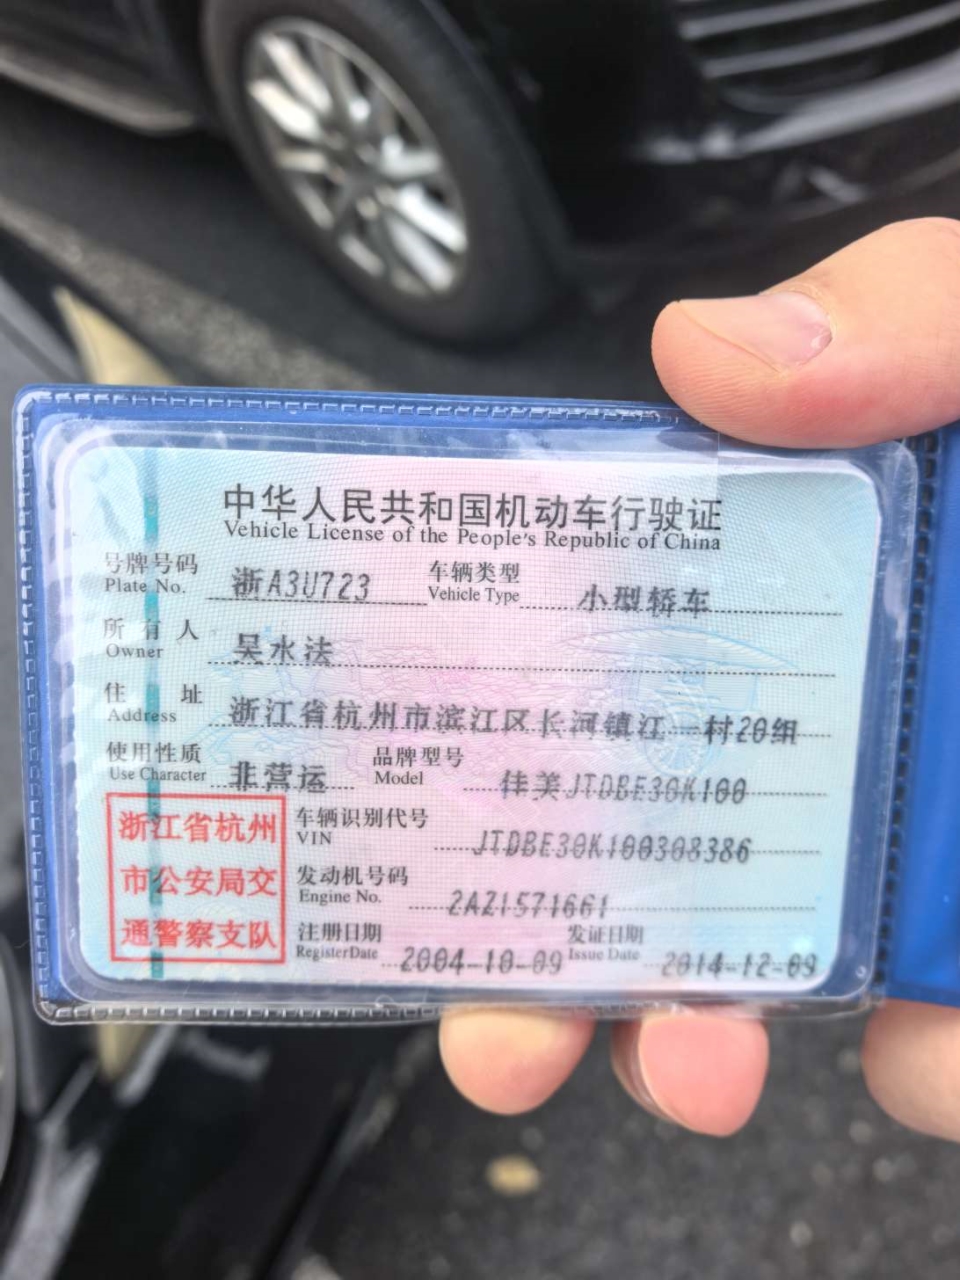 中华人民共和国机动车行驶证
Vehicle License of the People's Republic of China
号牌号码 浙A3U723 车辆类型 小型轿车
Plate No. Vehicle Type
所有人 吴水法
Owner
住址 浙江省杭州市滨江区长河镇江一村20组
Address
使用性质 非营运 品牌型号 佳美JTDBE30K100
Use Character Model
浙江省杭州
市公安局交
通警察支队
车辆识别代号 JTDBE30K100308386
VIN
发动机号码 2AZ1571661
Engine No.
注册日期 2004-10-09 发证日期 2014-12-09
Register Date Issue Date